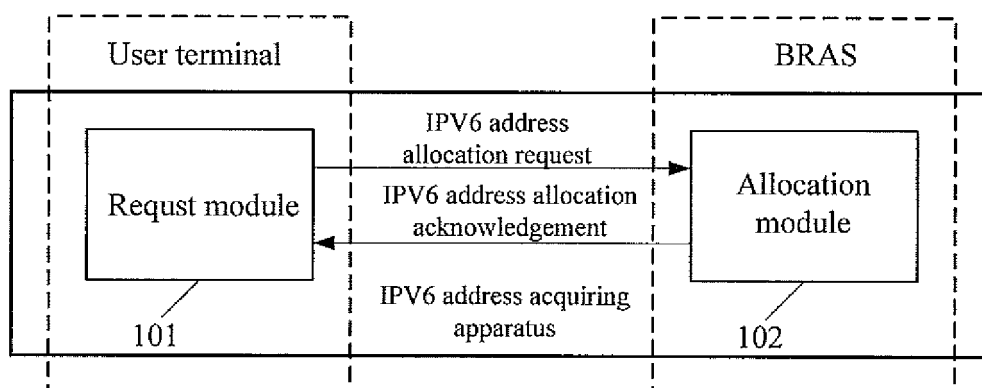 User terminal
BRAS
IPV6 address
allocation request
Requst module
Allocation
module
IPV6 address allocation
acknowledgement
IPV6 address acquiring
apparatus
101
102